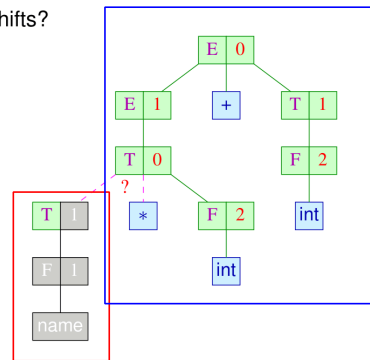 hifts?
E 0
E 1 + T 1
T 0 F 2
?
T 1 * F 2 int
F 1 int
name